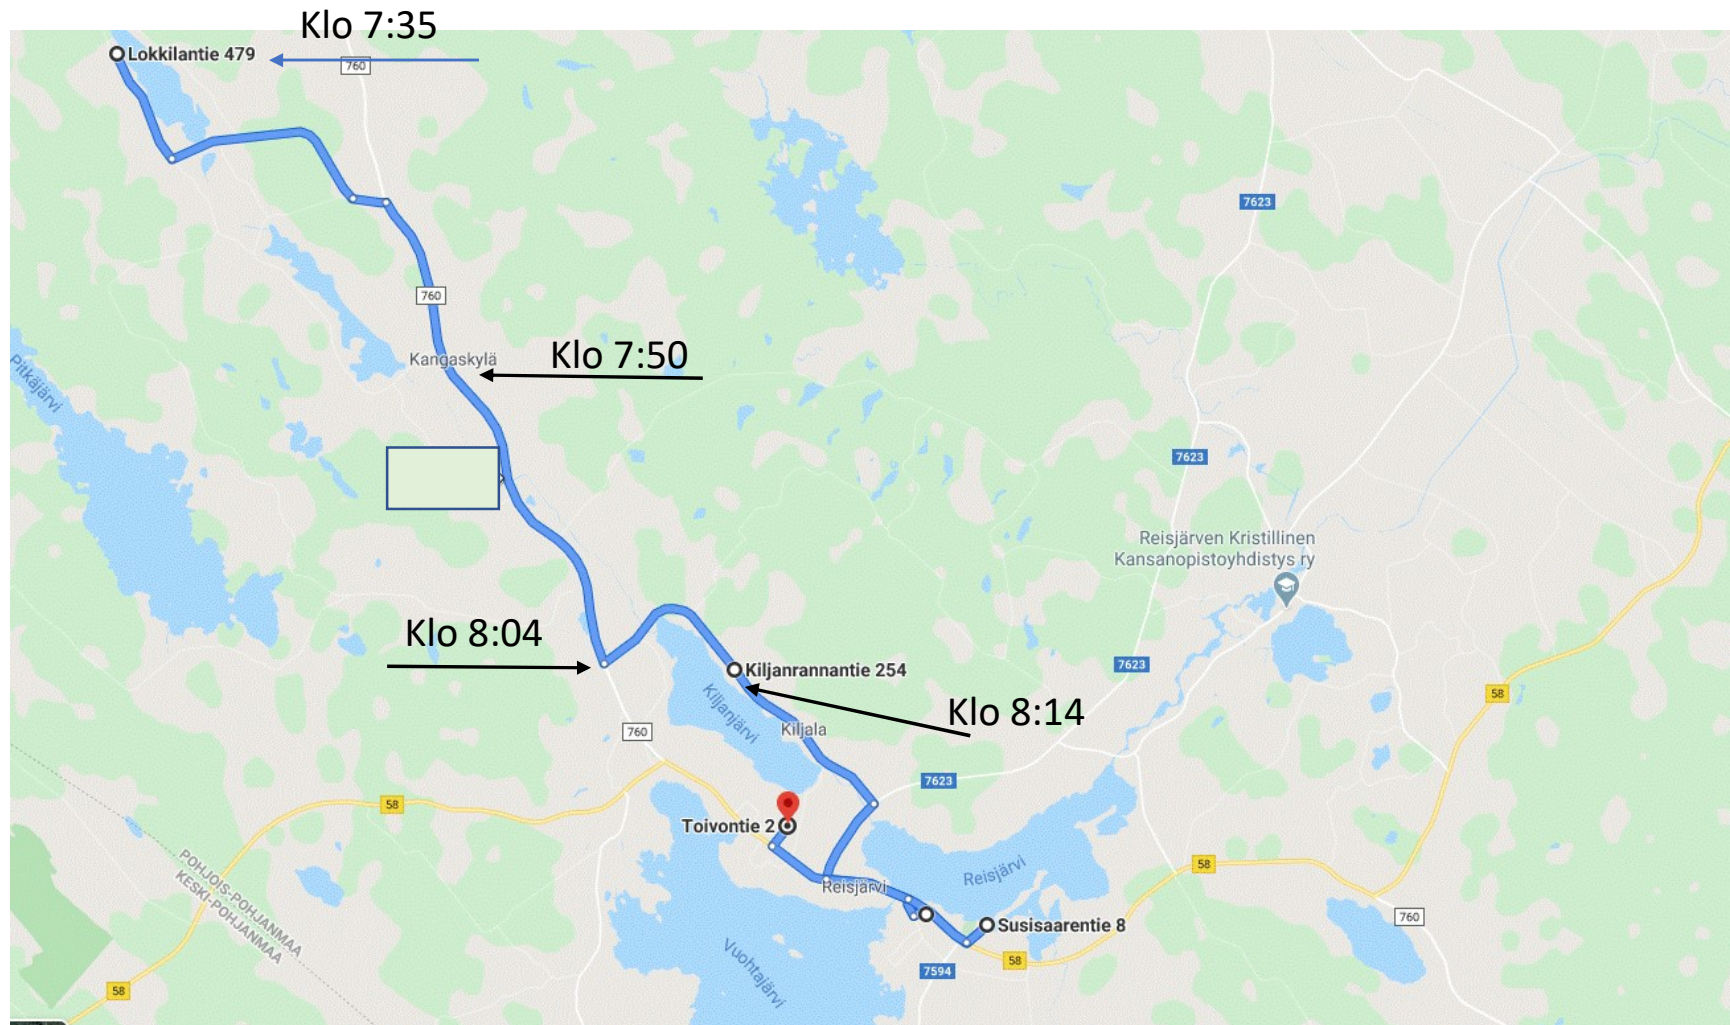 Klo 7:35
Lokkilantie 479
760
7623
760
Klo 7:50
Kangaskylä
Pitkäjärvi
7623
Reisjärven Kristillinen
Kansanopistoyhdistys ry
Klo 8:04
Kiljanrannantie 254
7623
58
Klo 8:14
Kiljanjärvi
Kiljala
760
7623
58
Toivontie 2
58
POHJOIS-POHJANMAA
KESKI-POHJANMAA
Reisjärvi
Reisjärvi
760
Susisaarentie 8
58
7594
Vuohtajärvi
58